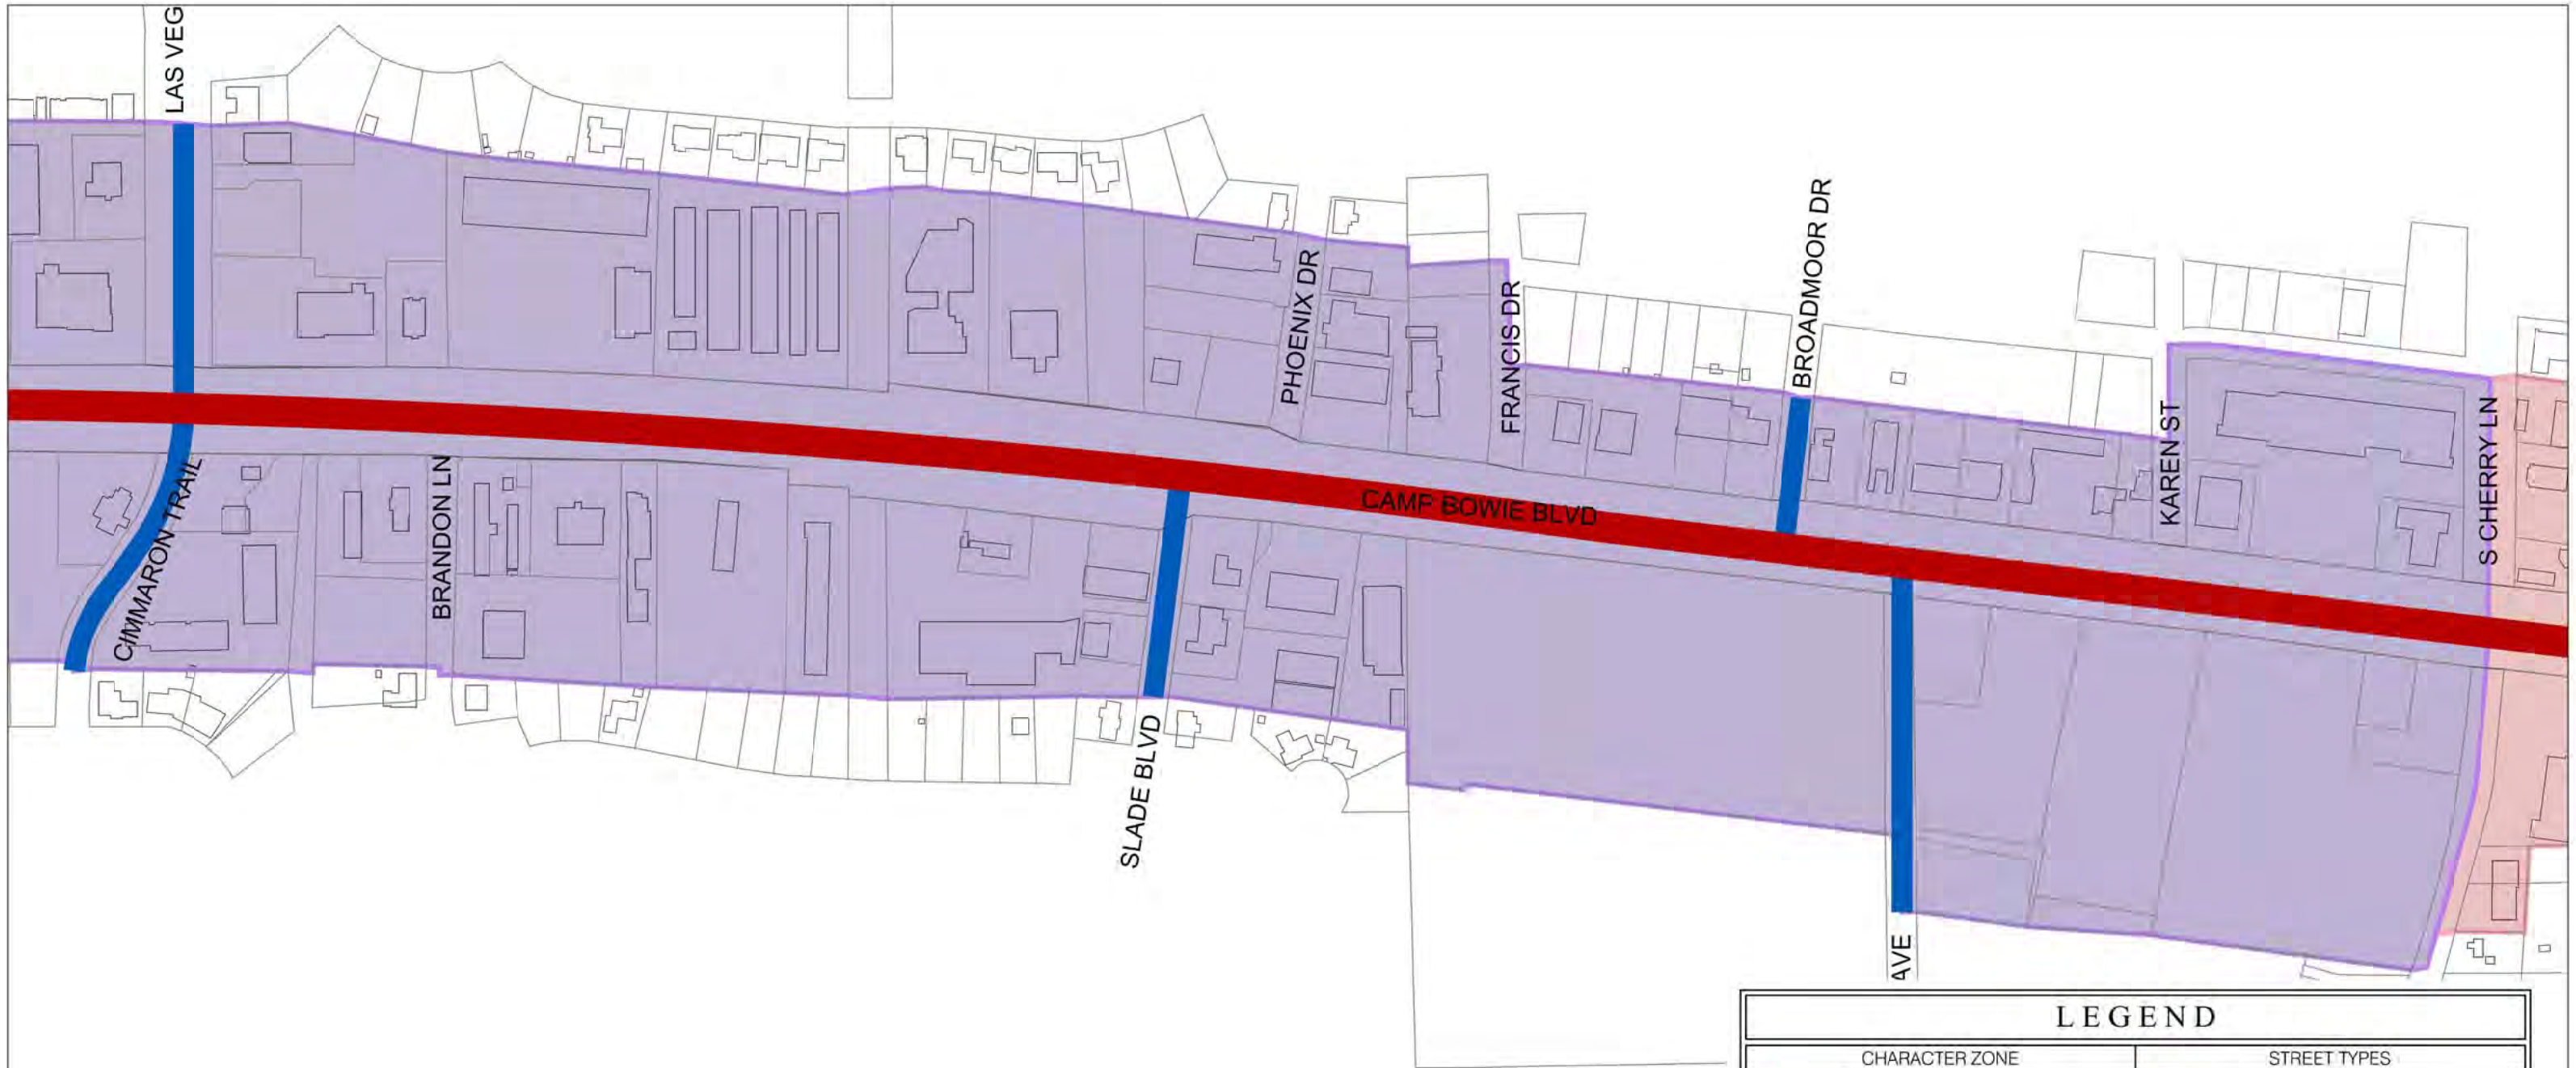 LAS VEG
BROADMOOR DR
PHOENIX DR
FRANCIS DR
KAREN ST
S CHERRY LN
CIMMARON TRAIL
BRANDON LN
CAMP BOWIE BLVD
SLADE BLVD
AVE
LEGEND
CHARACTER ZONE
STREET TYPES